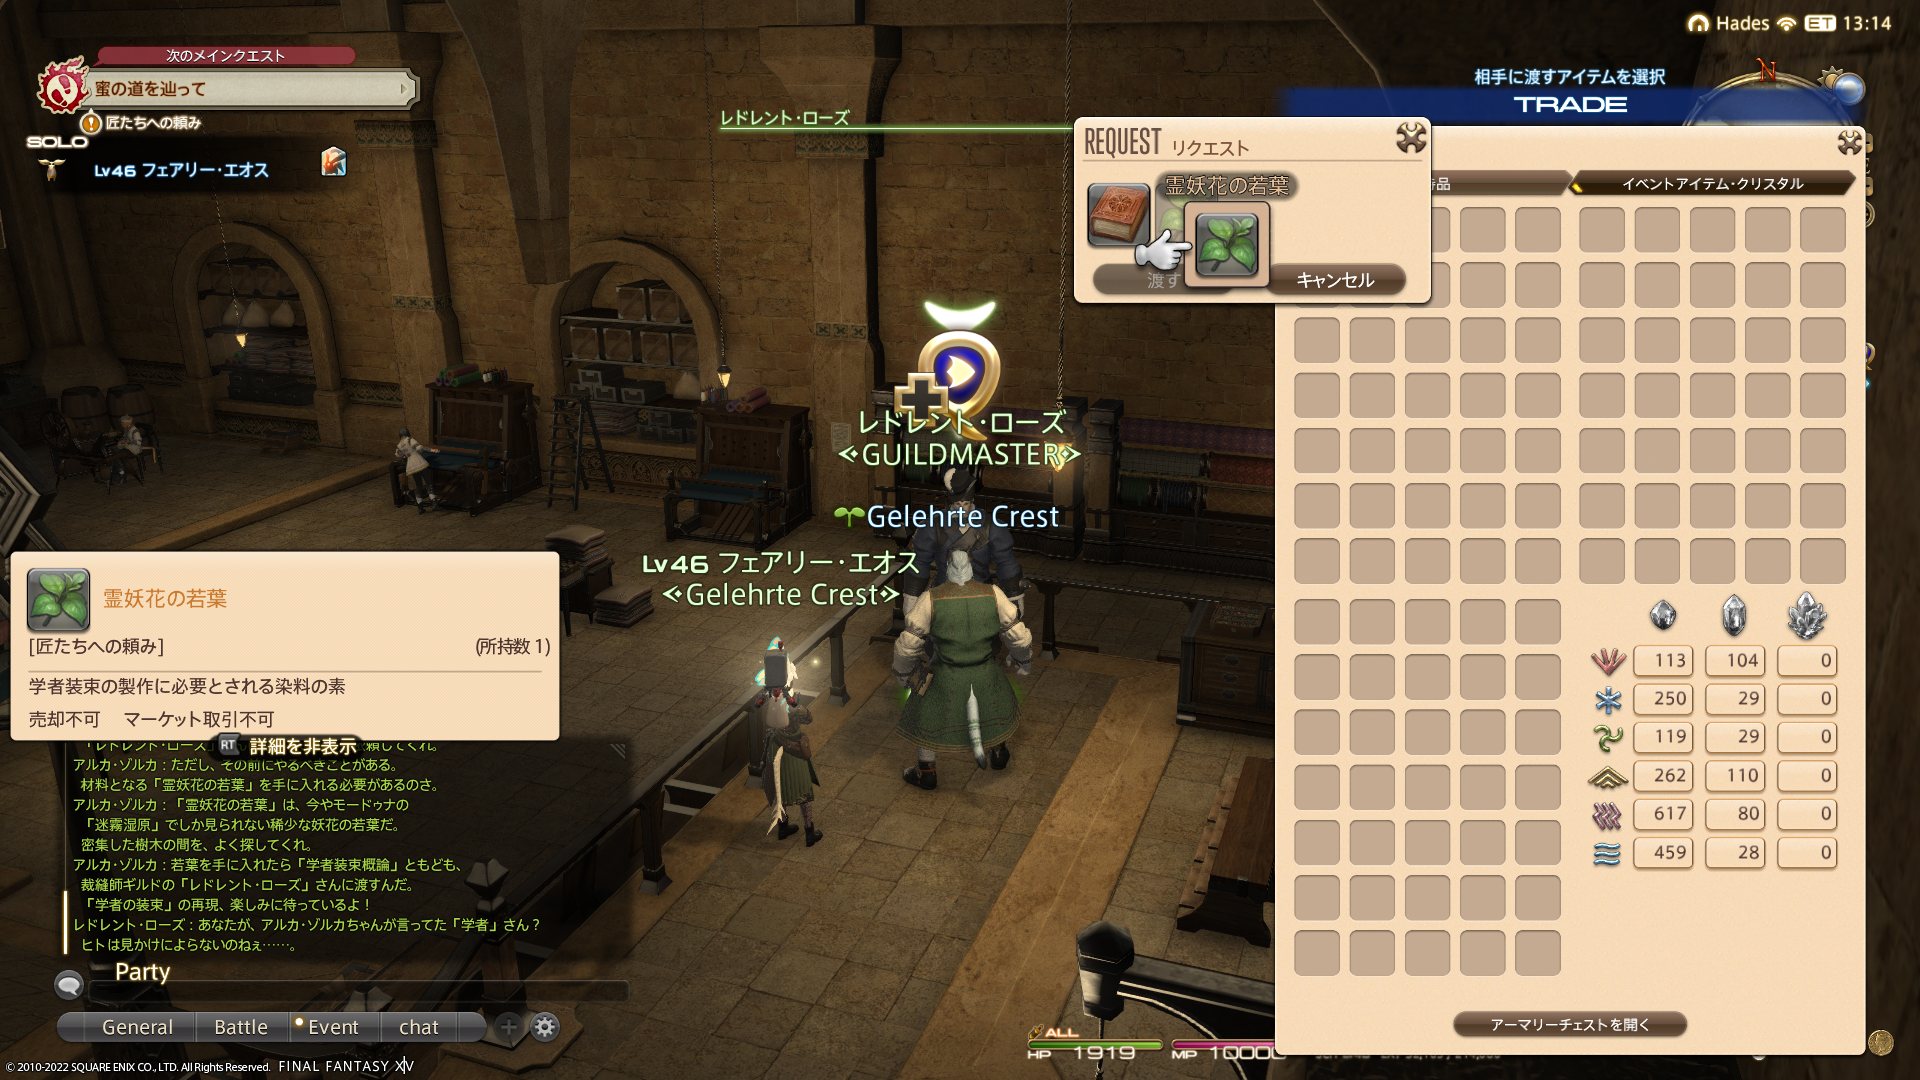 次のメインクエスト
蜜の道を辿って
匠たちへの頼み
SOLO
Lv46 フェアリー・エオス
レドレント・ローズ
Hades ET 13:14
相手に渡すアイテムを選択
TRADE
REQUEST リクエスト
霊妖花の若葉
渡す
キャンセル
イベントアイテム・クリスタル
N
レドレント・ローズ
≪GUILDMASTER≫
Gelehrte Crest
Lv46 フェアリー・エオス
≪Gelehrte Crest≫
霊妖花の若葉
[匠たちへの頼み] (所持数 1)
学者装束の製作に必要とされる染料の素
売却不可 マーケット取引不可
RT 詳細を非表示
アルカ・ゾルカ：ただし、その前にやるべきことがある。
材料となる「霊妖花の若葉」を手に入れる必要があるのさ。
アルカ・ゾルカ：「霊妖花の若葉」は、今やモードゥナの
「迷霧湿原」でしか見られない稀少な妖花の若葉だ。
密集した樹木の間を、よく探してくれ。
アルカ・ゾルカ：若葉を手に入れたら「学者装束概論」ともども、
裁縫師ギルドの「レドレント・ローズ」さんに渡すんだ。
「学者の装束」の再現、楽しみに待っているよ！
レドレント・ローズ：あなたが、アルカ・ゾルカちゃんが言ってた「学者」さん？
ヒトは見かけによらないのねぇ……。
Party
General Battle Event chat
113 104 0
250 29 0
119 29 0
262 110 0
617 80 0
459 28 0
アーマリーチェストを開く
ALL
HP 1919 MP 10000
© 2010-2022 SQUARE ENIX CO., LTD. All Rights Reserved. FINAL FANTASY XIV